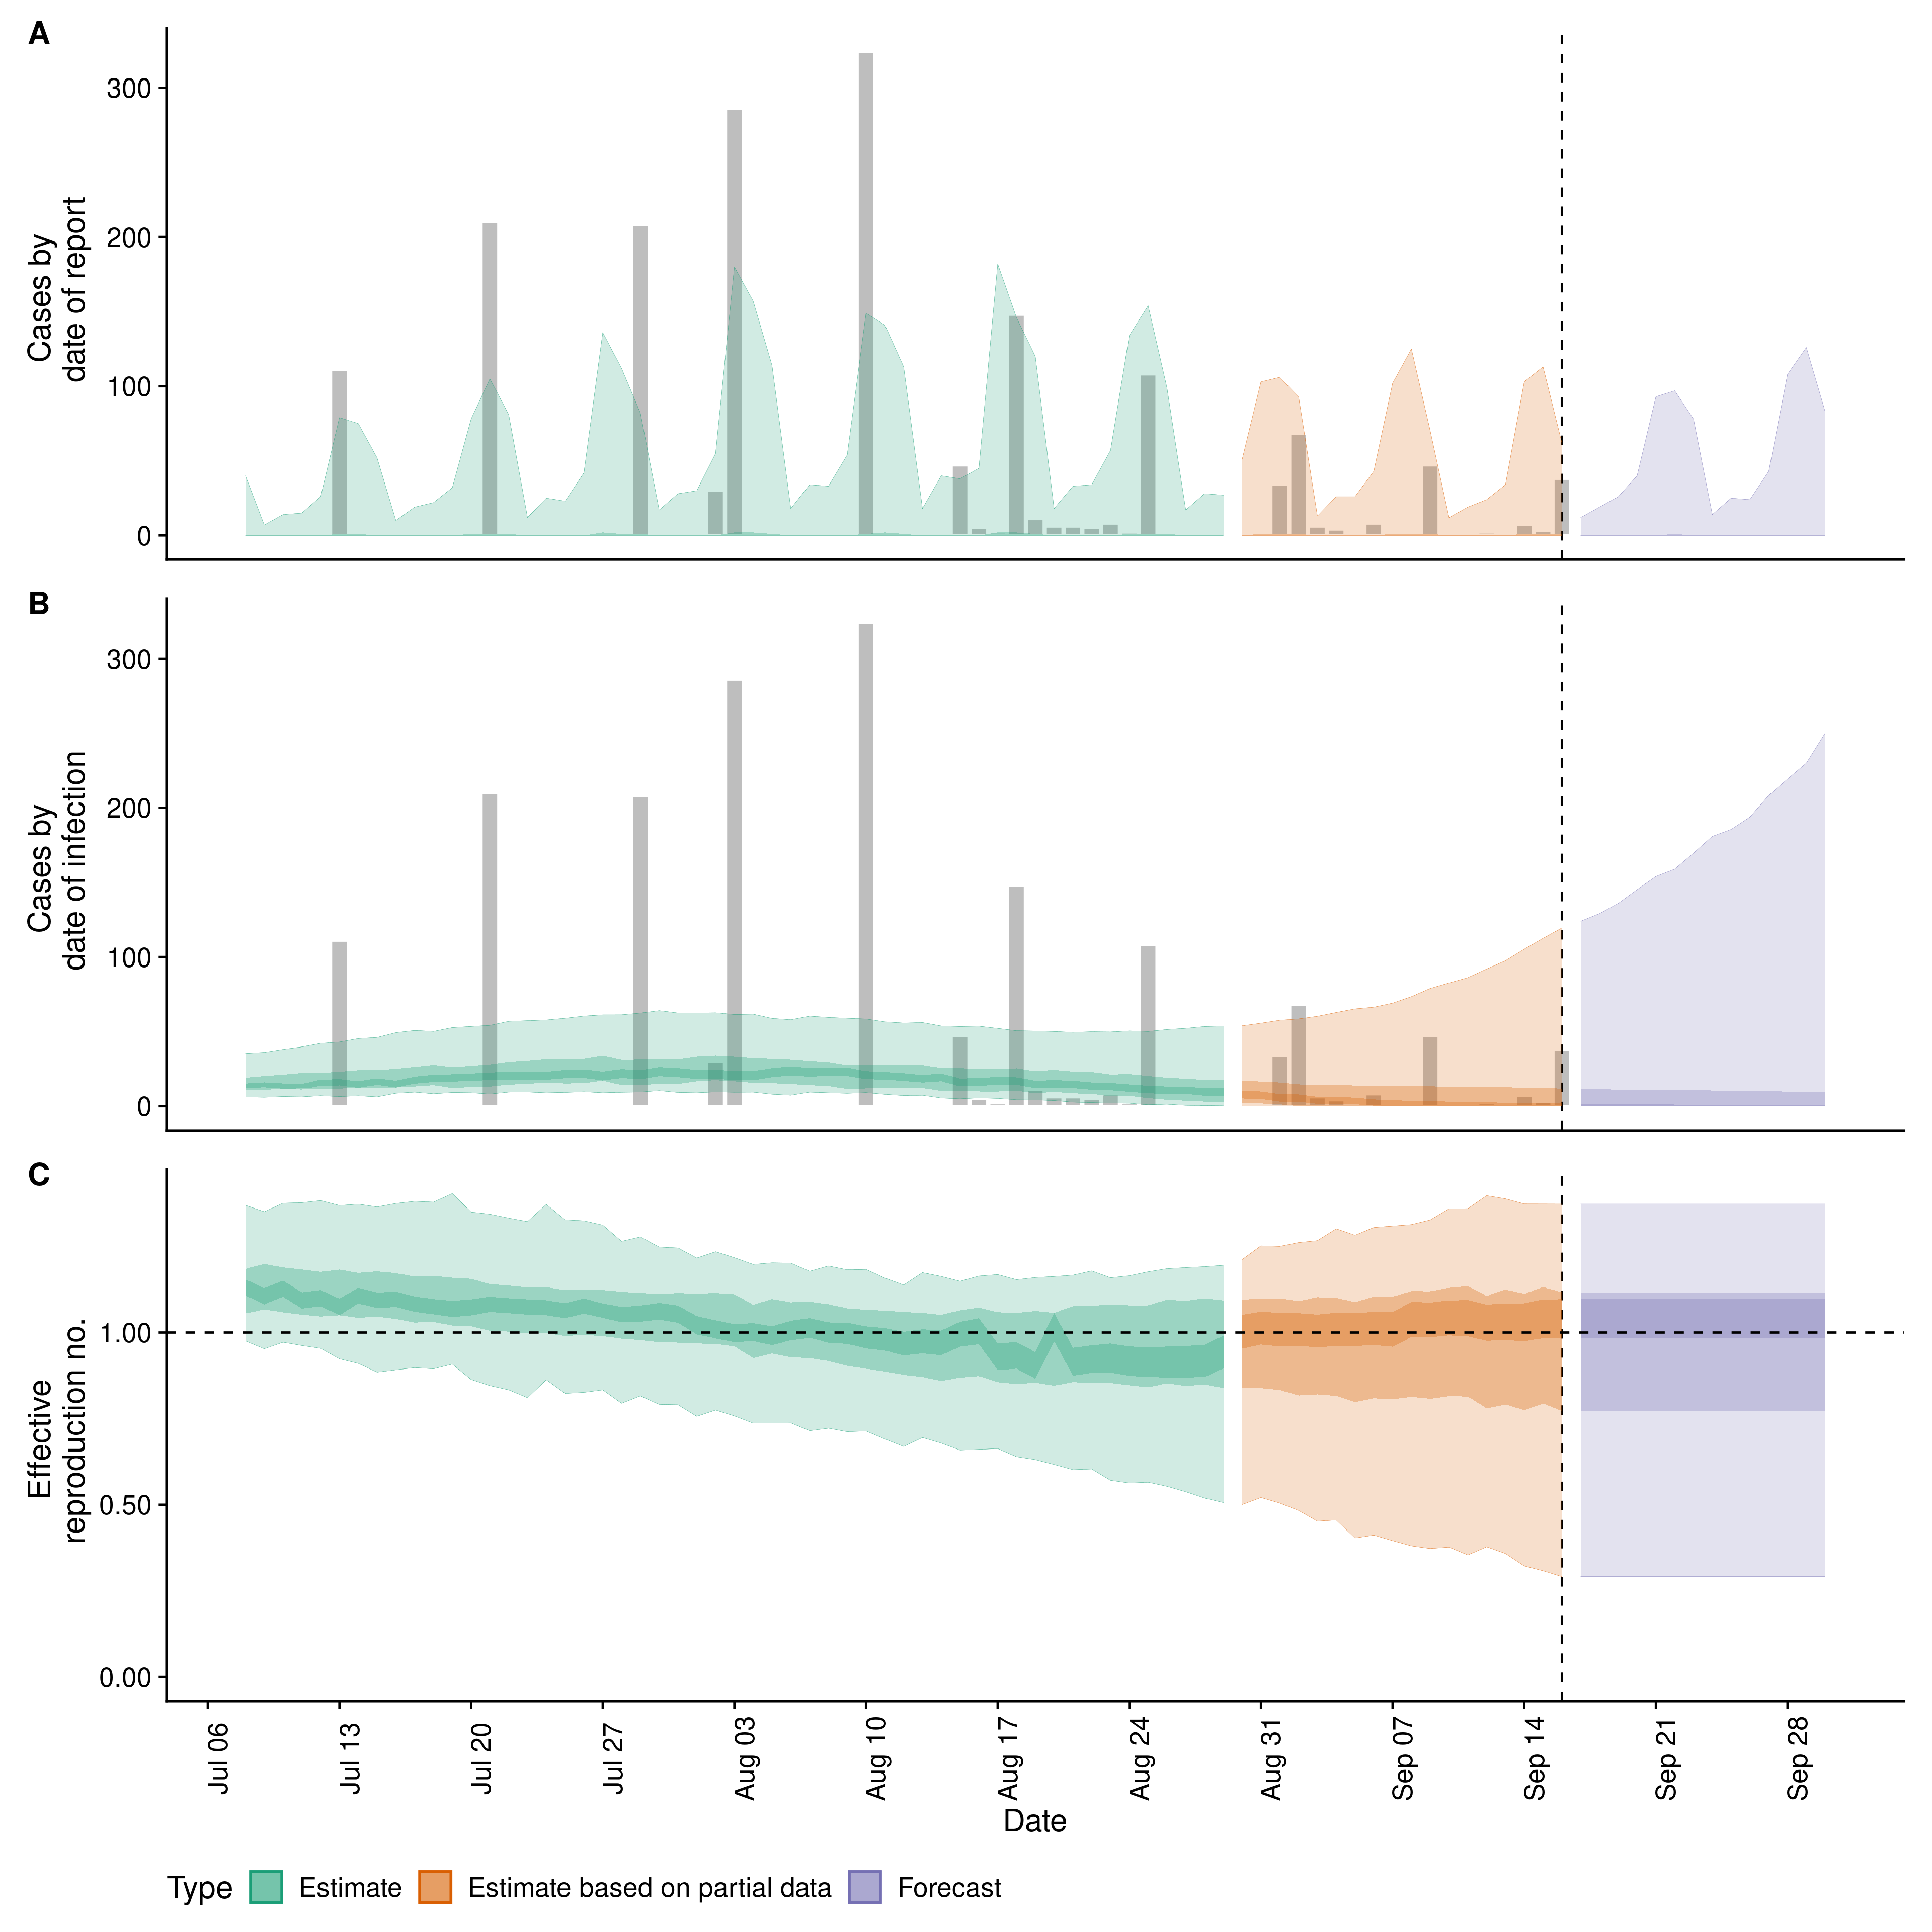 A
Cases by
date of report
300
200
100
0
B
Cases by
date of infection
300
200
100
0
C
Effective
reproduction no.
1.00
0.50
0.00
Jul 06
Jul 13
Jul 20
Jul 27
Aug 03
Aug 10
Aug 17
Aug 24
Aug 31
Sep 07
Sep 14
Sep 21
Sep 28
Date
Type
Estimate
Estimate based on partial data
Forecast